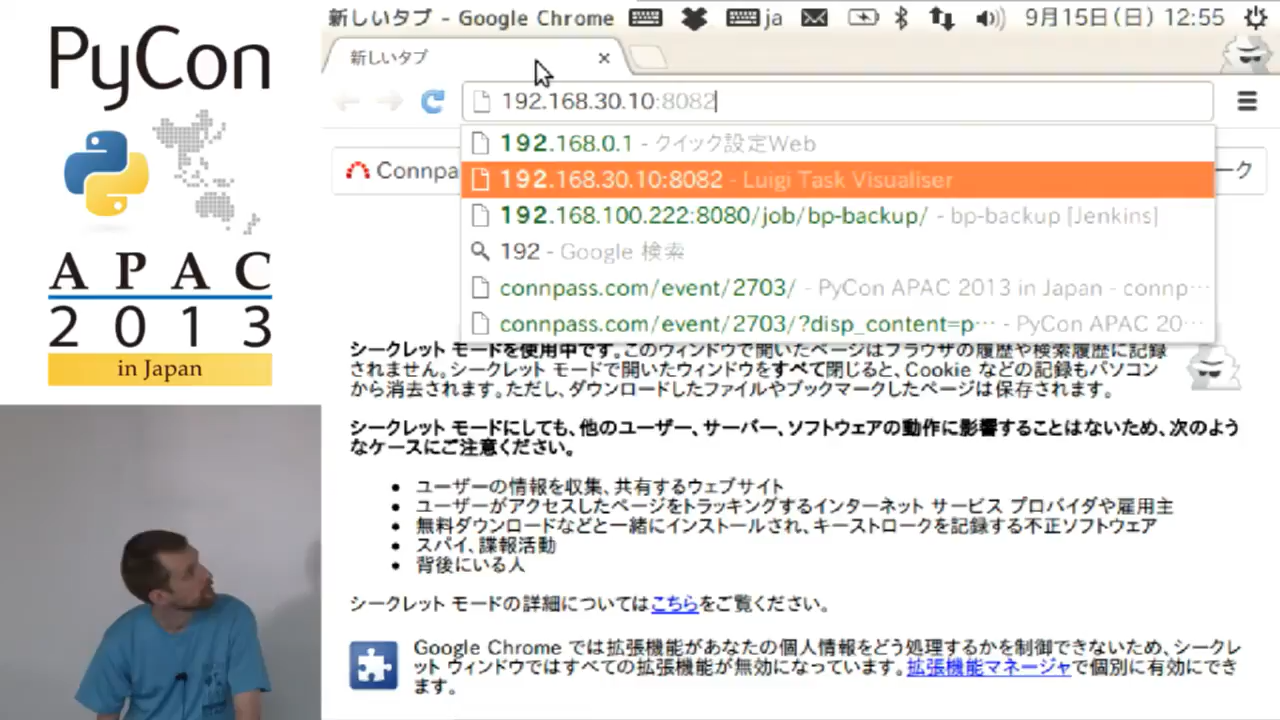 PyCon
APAC
2013
in Japan
新しいタブ - Google Chrome
ja
9月15日(日) 12:55
新しいタブ
192.168.30.10:8082
192.168.0.1 - クイック設定Web
Connpa
192.168.30.10:8082 - Luigi Task Visualiser
ーク
192.168.100.222:8080/job/bp-backup/ - bp-backup [Jenkins]
192 - Google 検索
connpass.com/event/2703/ - PyCon APAC 2013 in Japan - connp…
connpass.com/event/2703/?disp_content=p… - PyCon APAC 20…
シークレット モードを使用中です。このウィンドウで開いたページはブラウザの履歴や検索履歴に記録
されません。シークレット モードで開いたウィンドウをすべて閉じると、Cookie などの記録もパソコン
から消去されます。ただし、ダウンロードしたファイルやブックマークしたページは保存されます。
シークレット モードにしても、他のユーザー、サーバー、ソフトウェアの動作に影響することはないため、次のよう
なケースにご注意ください。
• ユーザーの情報を収集、共有するウェブサイト
• ユーザーがアクセスしたページをトラッキングするインターネット サービス プロバイダや雇用主
• 無料ダウンロードなどと一緒にインストールされ、キーストロークを記録する不正ソフトウェア
• スパイ、諜報活動
• 背後にいる人
シークレット モードの詳細についてはこちらをご覧ください。
Google Chrome では拡張機能があなたの個人情報をどう処理するかを制御できないため、シークレ
ット ウィンドウではすべての拡張機能が無効になっています。拡張機能マネージャで個別に有効にでき
ます。